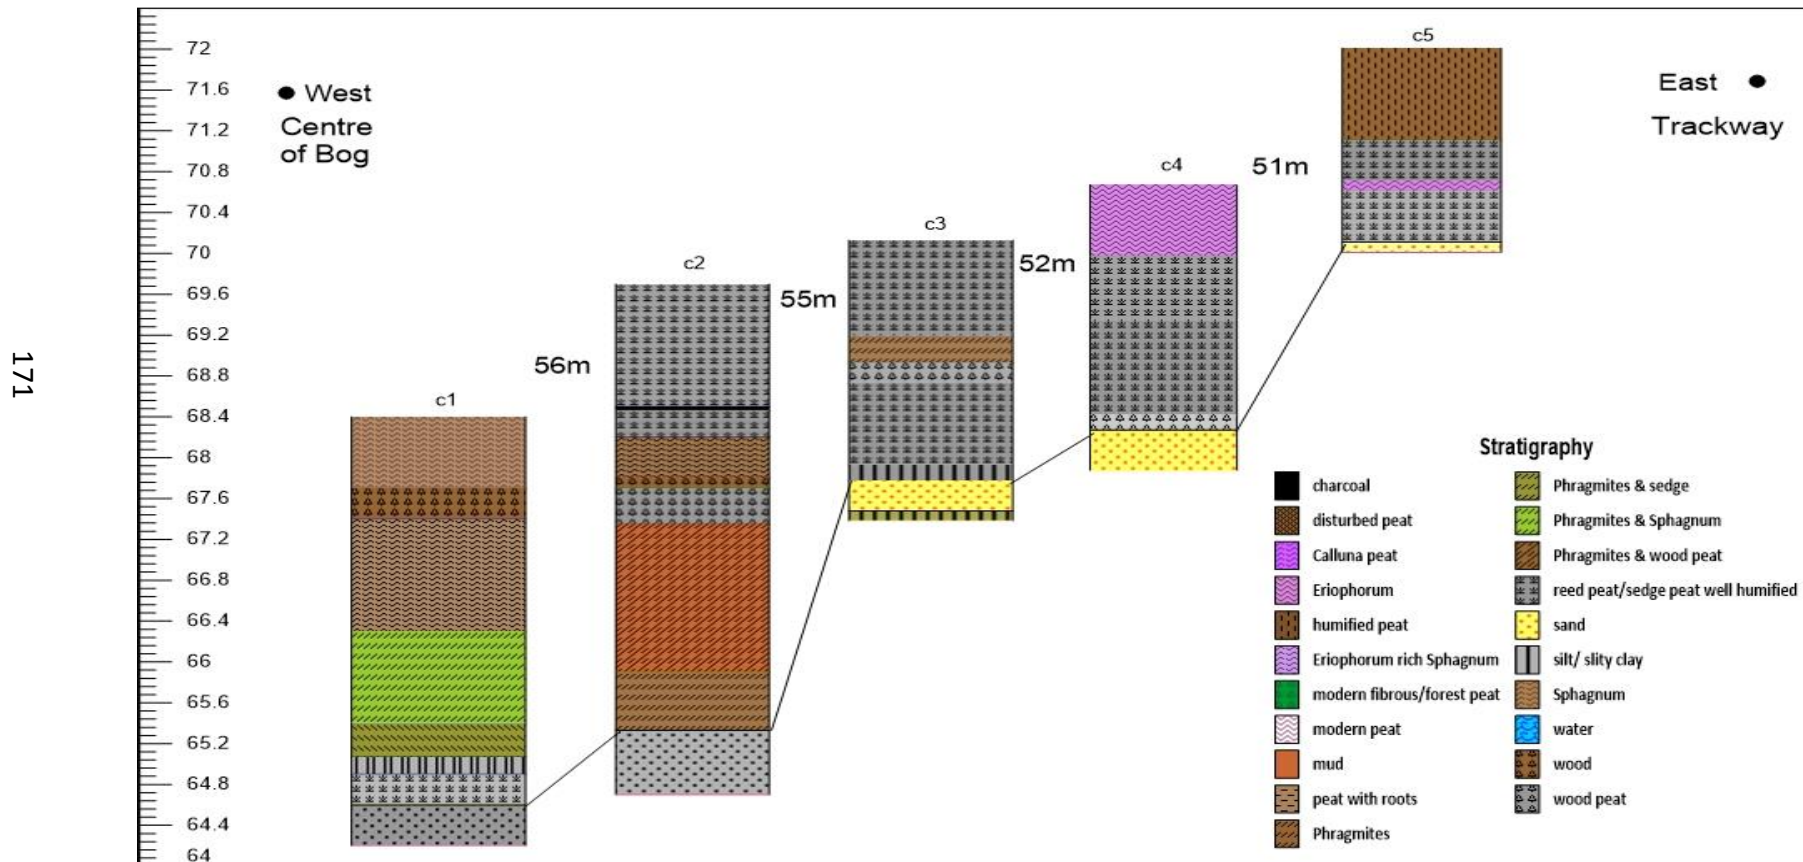 171
72
71.6
71.2
70.8
70.4
70
69.6
69.2
68.8
68.4
68
67.6
67.2
66.8
66.4
66
65.6
65.2
64.8
64.4
64
West
Centre
of Bog
c1
56m
c2
55m
c3
52m
c4
51m
c5
East
Trackway
Stratigraphy
charcoal
disturbed peat
Calluna peat
Eriophorum
humified peat
Eriophorum rich Sphagnum
modern fibrous/forest peat
modern peat
mud
peat with roots
Phragmites
Phragmites & sedge
Phragmites & Sphagnum
Phragmites & wood peat
reed peat/sedge peat well humified
sand
silt/ slity clay
Sphagnum
water
wood
wood peat